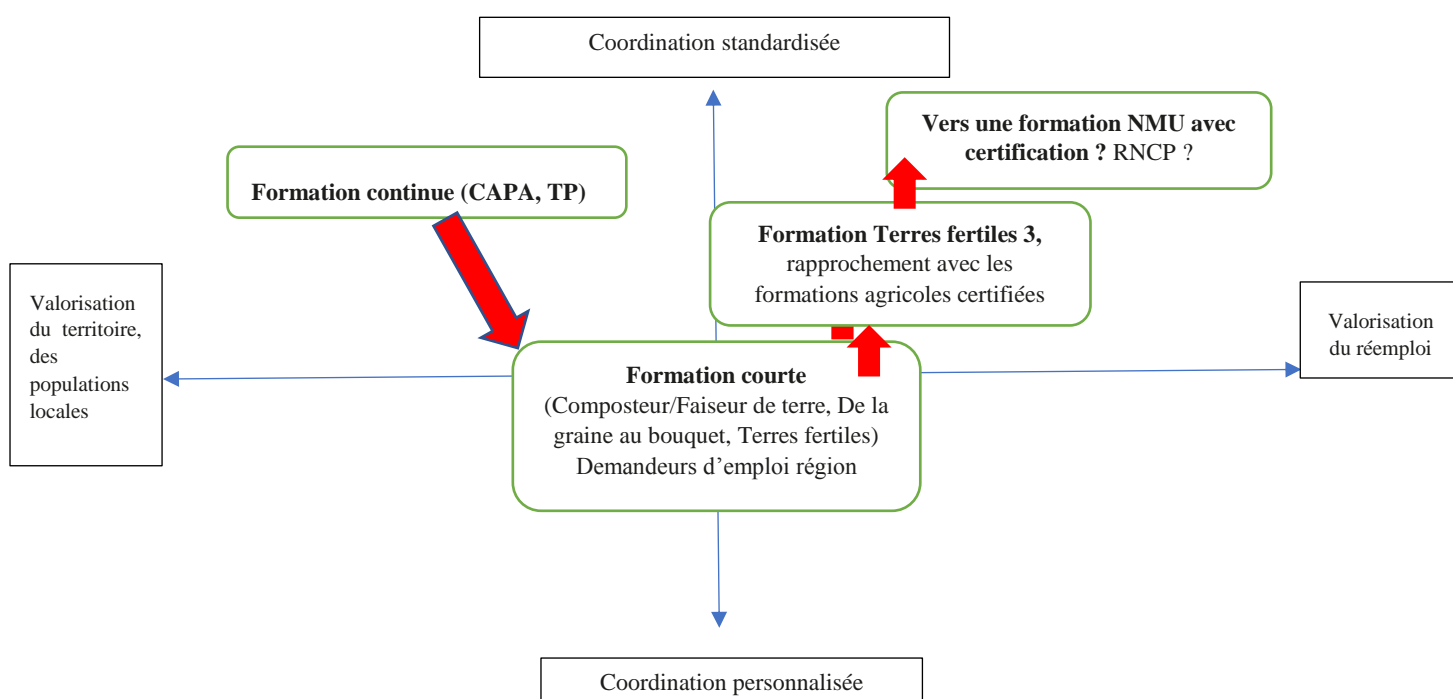 Coordination standardisée
Vers une formation NMU avec
certification ? RNCP ?
Formation continue (CAPA, TP)
Formation Terres fertiles 3,
rapprochement avec les
formations agricoles certifiées
Valorisation
du territoire,
des
populations
locales
Valorisation
du réemploi
Formation courte
(Composteur/Faiseur de terre, De la
graine au bouquet, Terres fertiles)
Demandeurs d’emploi région
Coordination personnalisée